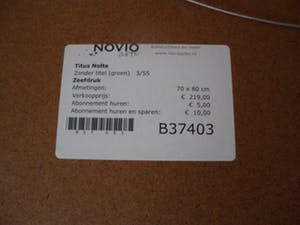 NOVIO
Titus Nolte
Zonder titel (groen) 3/55
Zeefdruk
Afmetingen: 70 x 80 cm
Verkoopprijs: € 219,00
Abonnement huren: € 5,00
Abonnement huren en sparen: € 10,00
B37403